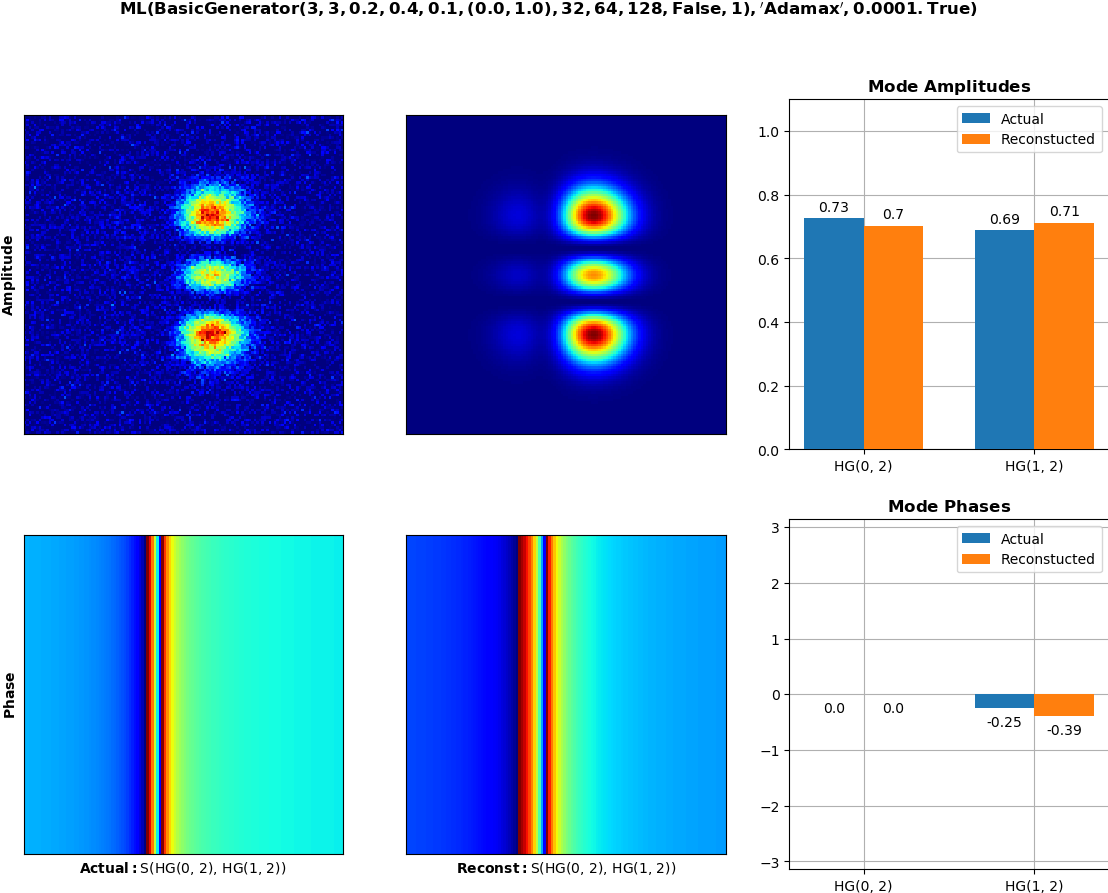 ML(BasicGenerator(3, 3, 0.2, 0.4, 0.1, (0.0, 1.0), 32, 64, 128, False, 1), ′Adamax′, 0.0001. True)
Mode Amplitudes
Amplitude
Actual
Reconstucted
1.0
0.8
0.6
0.4
0.2
0.0
0.73
0.7
0.69
0.71
HG(0, 2)
HG(1, 2)
Mode Phases
Phase
Actual
Reconstucted
3
2
1
0
−1
−2
−3
0.0
0.0
-0.25
-0.39
HG(0, 2)
HG(1, 2)
Actual: S(HG(0, 2), HG(1, 2))
Reconst: S(HG(0, 2), HG(1, 2))